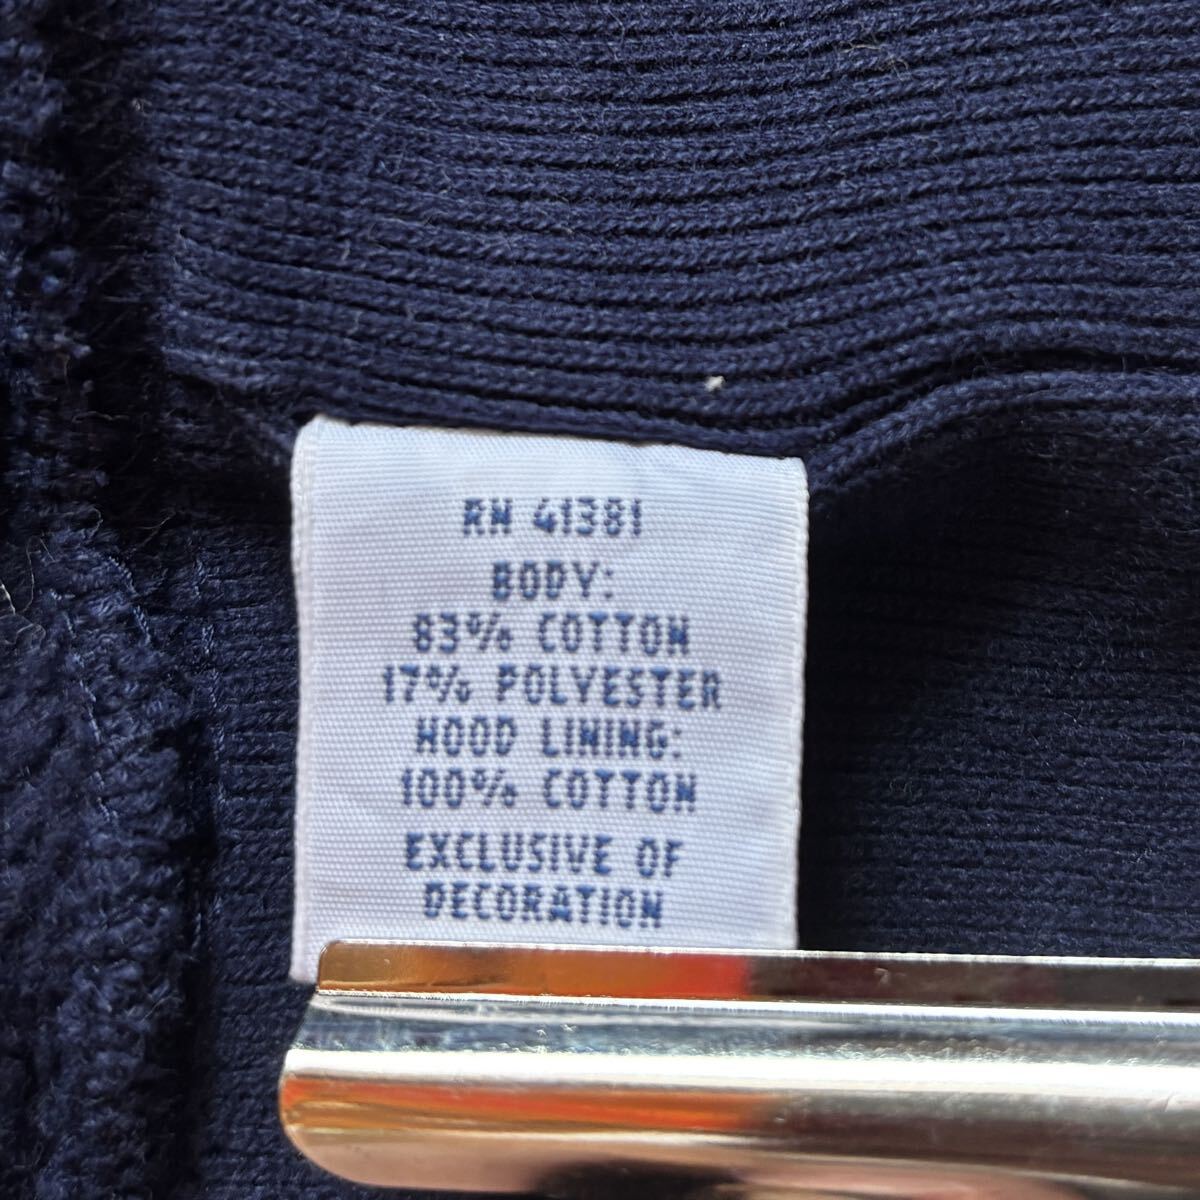 RN 41381
BODY:
83% COTTON
17% POLYESTER
HOOD LINING:
100% COTTON
EXCLUSIVE OF
DECORATION